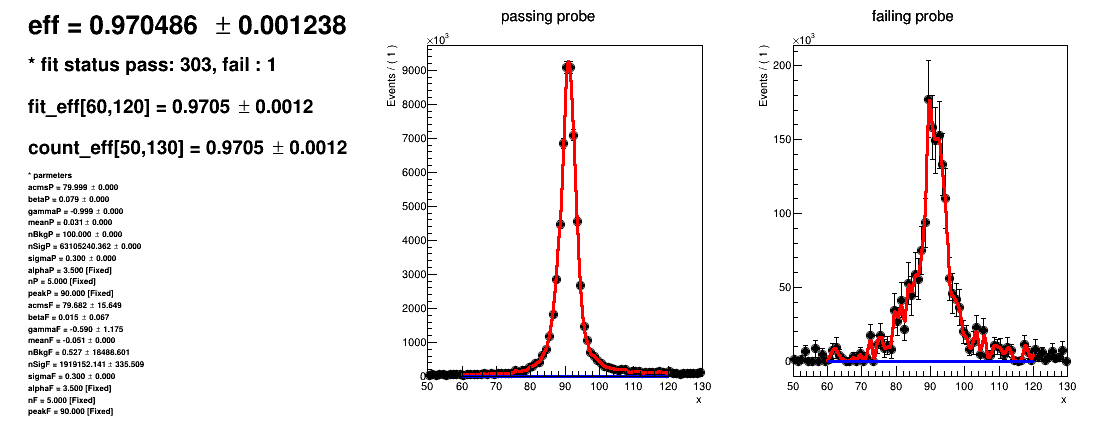 eff = 0.970486 ± 0.001238
* fit status pass: 303, fail : 1
fit_eff[60,120] = 0.9705 ± 0.0012
count_eff[50,130] = 0.9705 ± 0.0012
* parmeters
acmsP = 79.999 ± 0.000
betaP = 0.079 ± 0.000
gammaP = -0.999 ± 0.000
meanP = 0.031 ± 0.000
nBkgP = 100.000 ± 0.000
nSigP = 63105240.362 ± 0.000
sigmaP = 0.300 ± 0.000
alphaP = 3.500 [Fixed]
nP = 5.000 [Fixed]
peakP = 90.000 [Fixed]
acmsF = 79.682 ± 15.649
betaF = 0.015 ± 0.067
gammaF = -0.590 ± 1.175
meanF = -0.051 ± 0.000
nBkgF = 0.527 ± 18488.601
nSigF = 1919152.141 ± 335.509
sigmaF = 0.300 ± 0.000
alphaF = 3.500 [Fixed]
nF = 5.000 [Fixed]
peakF = 90.000 [Fixed]
passing probe
×10³
Events / ( 1 )
9000
8000
7000
6000
5000
4000
3000
2000
1000
0
50 60 70 80 90 100 110 120 130
x
failing probe
×10³
Events / ( 1 )
200
150
100
50
0
50 60 70 80 90 100 110 120 130
x